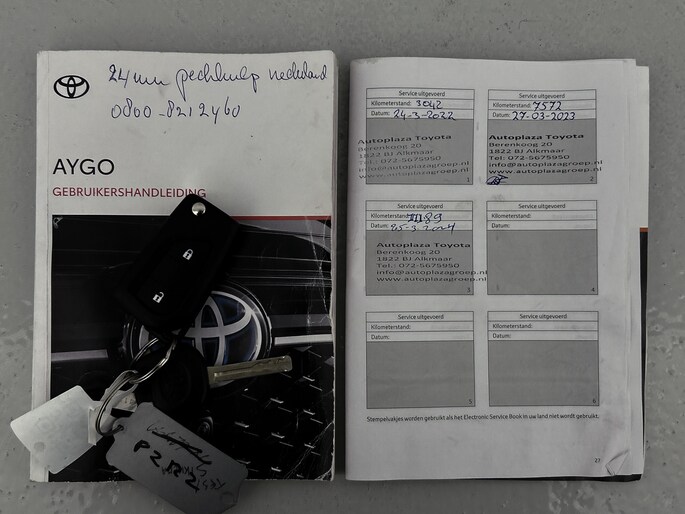 24 uur pechhulp nederland
0800-8212460
AYGO
GEBRUIKERSHANDLEIDING
P2122
Service uitgevoerd
Kilometerstand: 3042
Datum: 24-3-2022
Autoplaza Toyota
Berenkoog 20
1822 BJ Alkmaar
Tel: 072-5675950
info@autoplazagroep.nl
www.autoplazagroep.nl
1
Service uitgevoerd
Kilometerstand: 7572
Datum: 27-03-2023
Autoplaza Toyota
Berenkoog 20
1822 BJ Alkmaar
Tel: 072-5675950
info@autoplazagroep.nl
www.autoplazagroep.nl
2
Service uitgevoerd
Kilometerstand:
Datum: 25-3-2024
Autoplaza Toyota
Berenkoog 20
1822 BJ Alkmaar
Tel.: 072-5675950
info@autoplazagroep.nl
www.autoplazagroep.nl
3
Service uitgevoerd
Kilometerstand:
Datum:
4
Service uitgevoerd
Kilometerstand:
Datum:
5
Service uitgevoerd
Kilometerstand:
Datum:
6
Stempelvakjes worden gebruikt als het Electronic Service Book in uw land niet wordt gebruikt.
27